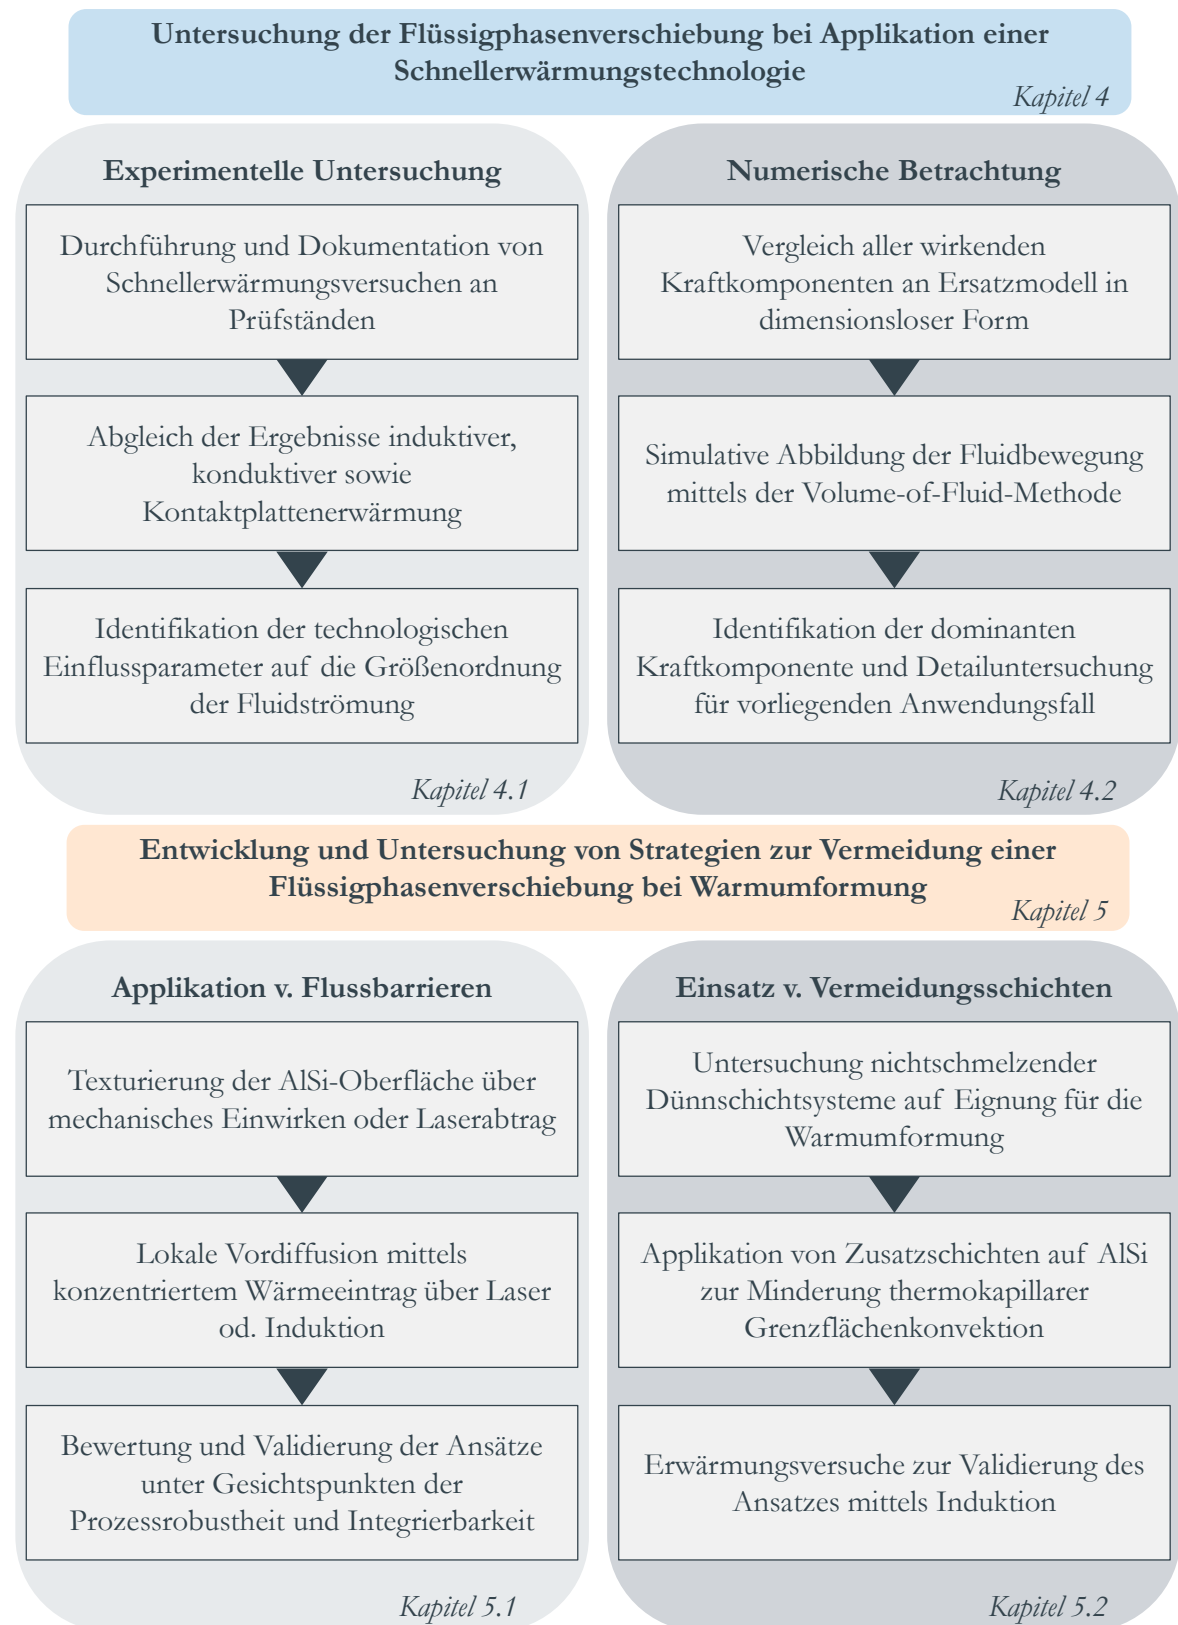 Untersuchung der Flüssigphasenverschiebung bei Applikation einer
Schnellerwärmungstechnologie
Kapitel 4
Experimentelle Untersuchung
Durchführung und Dokumentation von
Schnellerwärmungsversuchen an
Prüfständen
Abgleich der Ergebnisse induktiver,
konduktiver sowie
Kontaktplattenerwärmung
Identifikation der technologischen
Einflussparameter auf die Größenordnung
der Fluidströmung
Kapitel 4.1
Numerische Betrachtung
Vergleich aller wirkenden
Kraftkomponenten an Ersatzmodell in
dimensionsloser Form
Simulative Abbildung der Fluidbewegung
mittels der Volume-of-Fluid-Methode
Identifikation der dominanten
Kraftkomponente und Detailuntersuchung
für vorliegenden Anwendungsfall
Kapitel 4.2
Entwicklung und Untersuchung von Strategien zur Vermeidung einer
Flüssigphasenverschiebung bei Warmumformung
Kapitel 5
Applikation v. Flussbarrieren
Texturierung der AlSi-Oberfläche über
mechanisches Einwirken oder Laserabtrag
Lokale Vordiffusion mittels
konzentriertem Wärmeeintrag über Laser
od. Induktion
Bewertung und Validierung der Ansätze
unter Gesichtspunkten der
Prozessrobustheit und Integrierbarkeit
Kapitel 5.1
Einsatz v. Vermeidungsschichten
Untersuchung nichtschmelzender
Dünnschichtsysteme auf Eignung für die
Warmumformung
Applikation von Zusatzschichten auf AlSi
zur Minderung thermokapillarer
Grenzflächenkonvektion
Erwärmungsversuche zur Validierung des
Ansatzes mittels Induktion
Kapitel 5.2